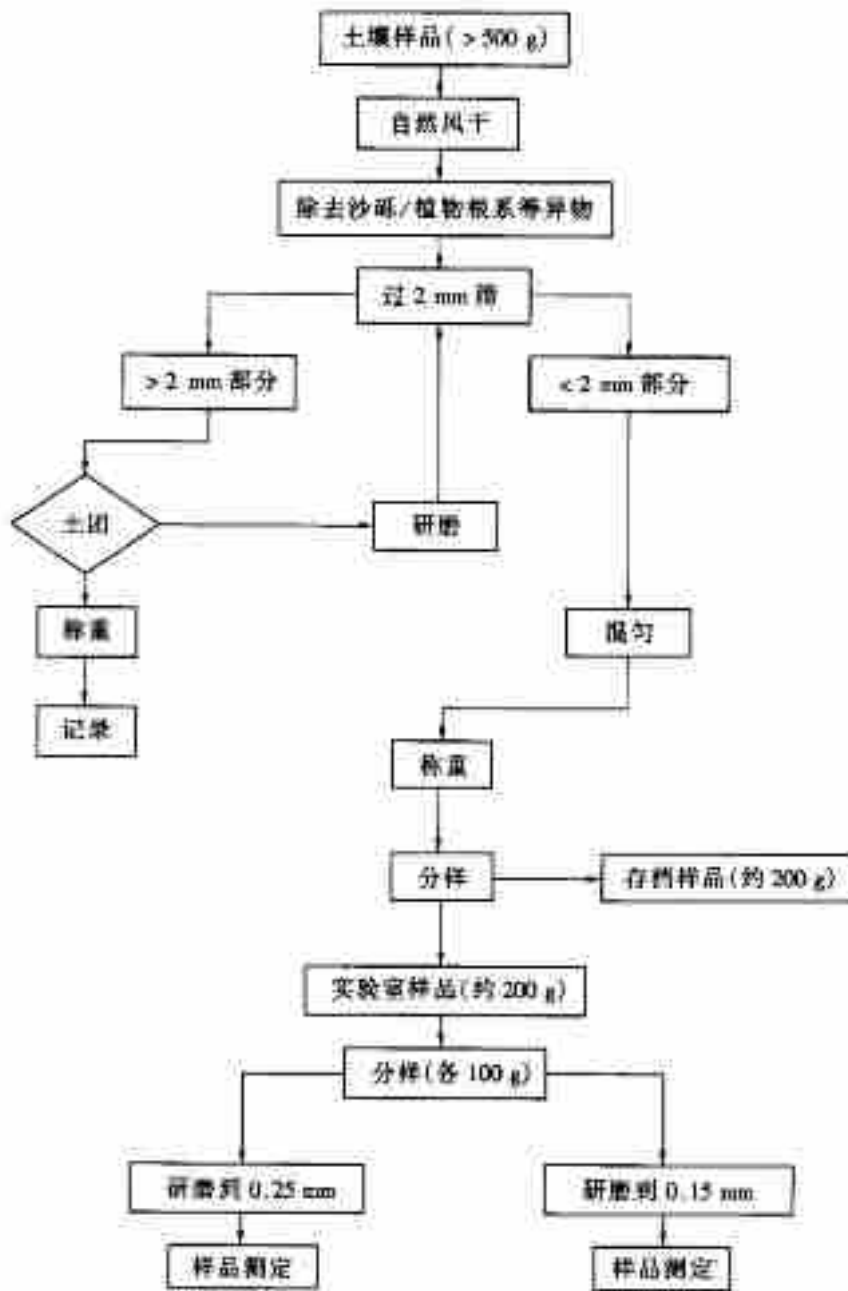 土壤样品(>500 g)
自然风干
除去沙砾/植物根系等异物
过 2 mm 筛
>2 mm 部分
<2 mm 部分
土团
研磨
称重
混匀
记录
称重
分样
存档样品(约 200 g)
实验室样品(约 200 g)
分样(各 100 g)
研磨到 0.25 mm
研磨到 0.15 mm
样品测定
样品测定